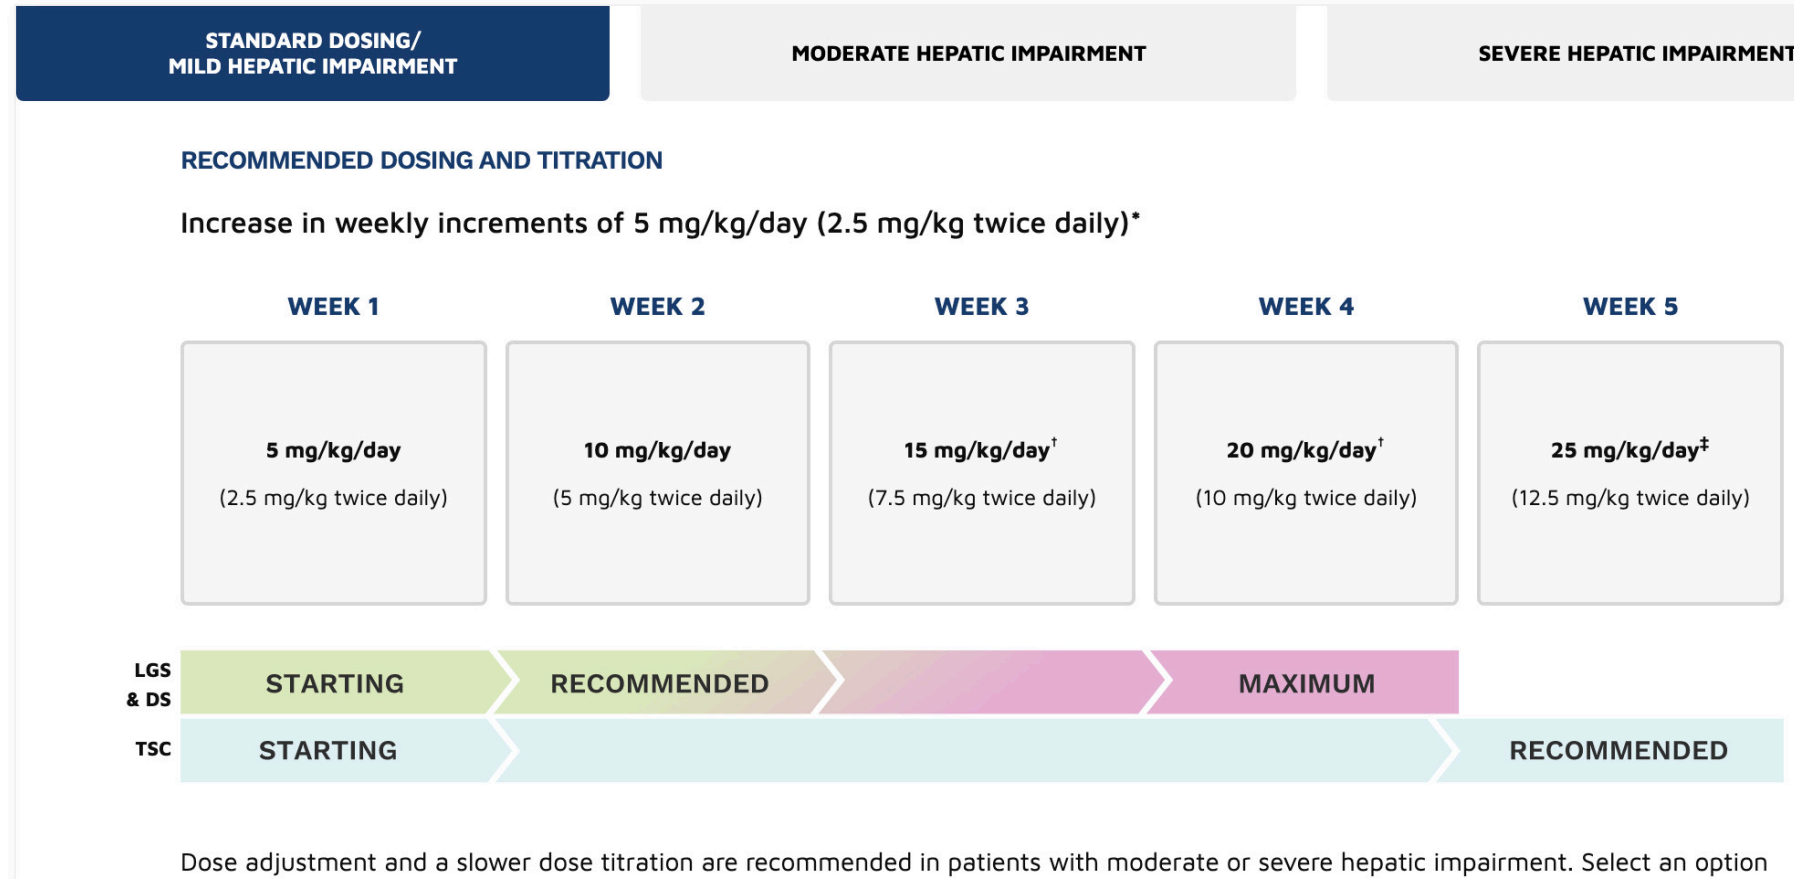 STANDARD DOSING/
MILD HEPATIC IMPAIRMENT
MODERATE HEPATIC IMPAIRMENT
SEVERE HEPATIC IMPAIRMENT
RECOMMENDED DOSING AND TITRATION
Increase in weekly increments of 5 mg/kg/day (2.5 mg/kg twice daily)*
WEEK 1
WEEK 2
WEEK 3
WEEK 4
WEEK 5
5 mg/kg/day
(2.5 mg/kg twice daily)
10 mg/kg/day
(5 mg/kg twice daily)
15 mg/kg/day†
(7.5 mg/kg twice daily)
20 mg/kg/day†
(10 mg/kg twice daily)
25 mg/kg/day‡
(12.5 mg/kg twice daily)
LGS
& DS
STARTING
RECOMMENDED
MAXIMUM
TSC
STARTING
RECOMMENDED
Dose adjustment and a slower dose titration are recommended in patients with moderate or severe hepatic impairment. Select an option